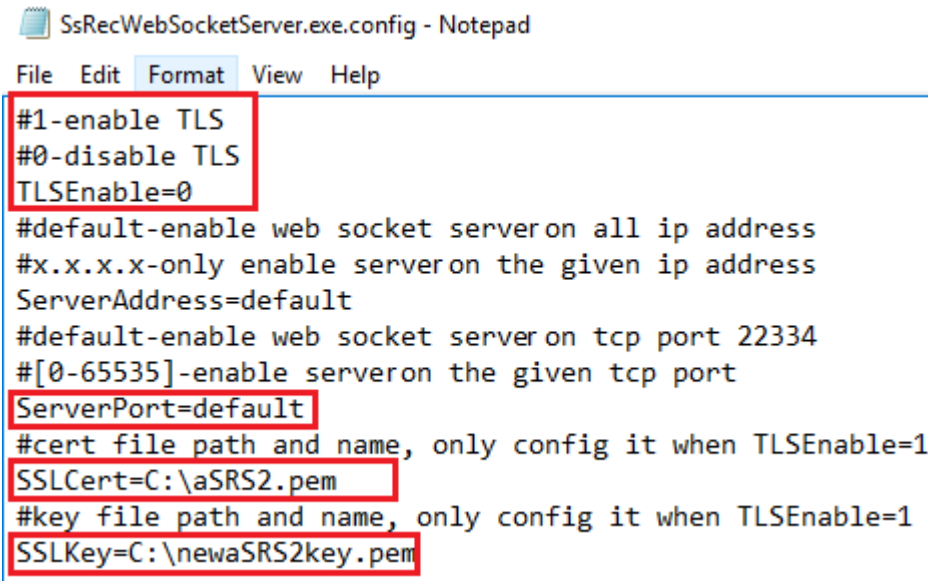 SsRecWebSocketServer.exe.config - Notepad
File Edit Format View Help
#1-enable TLS
#0-disable TLS
TLSEnable=0
#default-enable web socket serveron all ip address
#x.x.x.x-only enable serveron the given ip address
ServerAddress=default
#default-enable web socket serveron tcp port 22334
#[0-65535]-enable serveron the given tcp port
ServerPort=default
#cert file path and name, only config it when TLSEnable=1
SSLCert=C:\aSRS2.pem
#key file path and name, only config it when TLSEnable=1
SSLKey=C:\newaSRS2key.pem